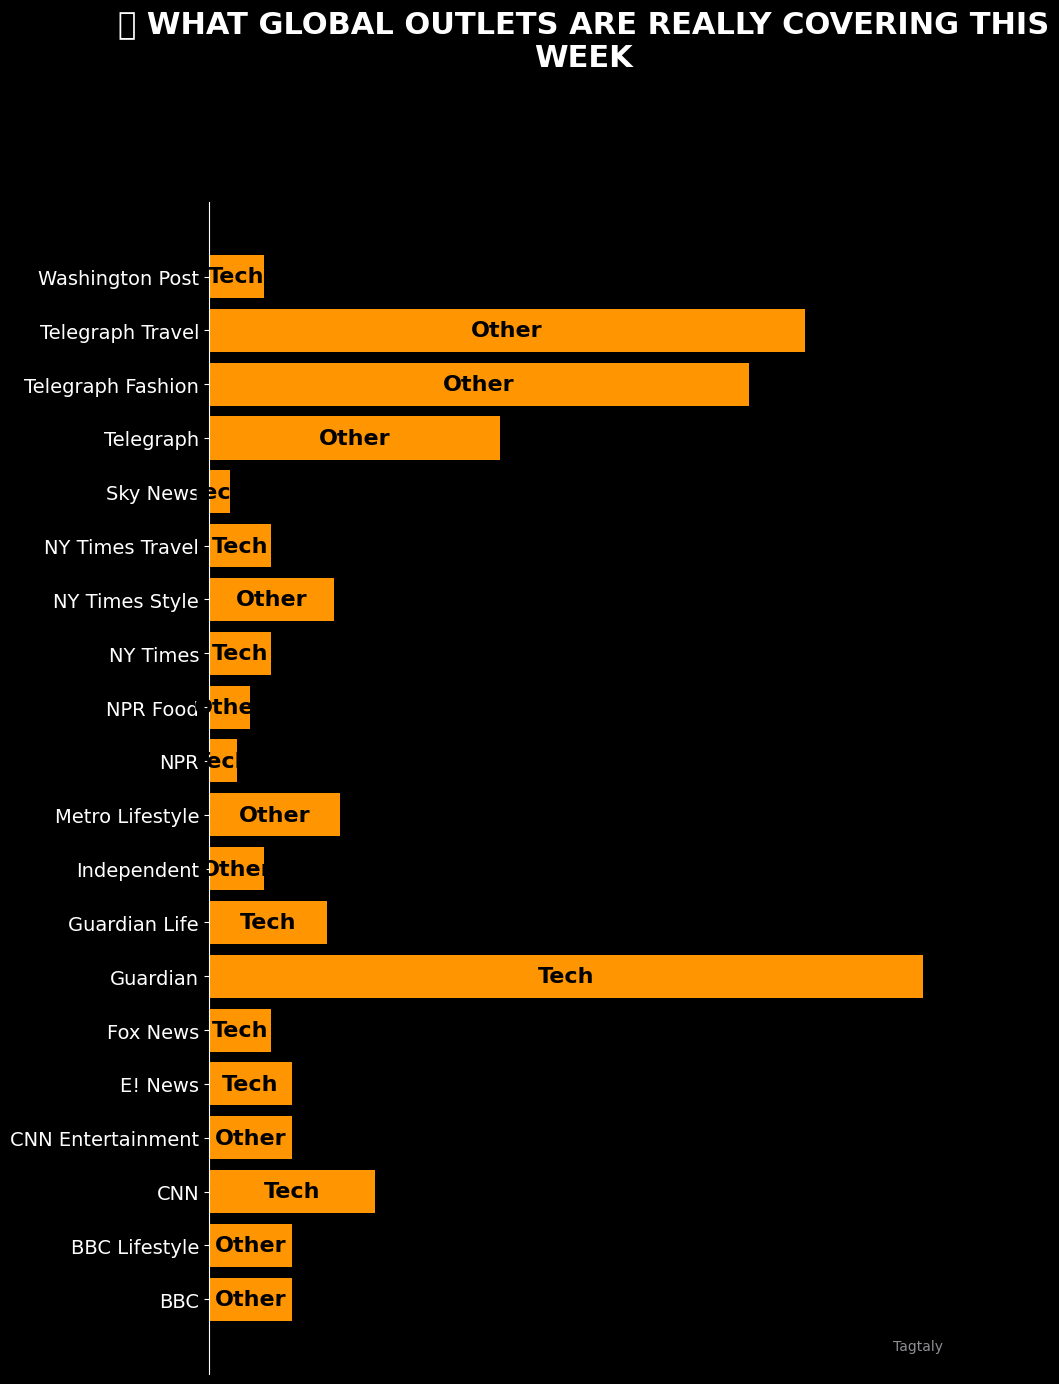 WHAT GLOBAL OUTLETS ARE REALLY COVERING THIS
WEEK
Washington Post Tech
Telegraph Travel Other
Telegraph Fashion Other
Telegraph Other
Sky News
NY Times Travel Tech
NY Times Style Other
NY Times Tech
NPR Food
NPR
Metro Lifestyle Other
Independent Other
Guardian Life Tech
Guardian Tech
Fox News Tech
E! News Tech
CNN Entertainment Other
CNN Tech
BBC Lifestyle Other
BBC Other
Tagtaly